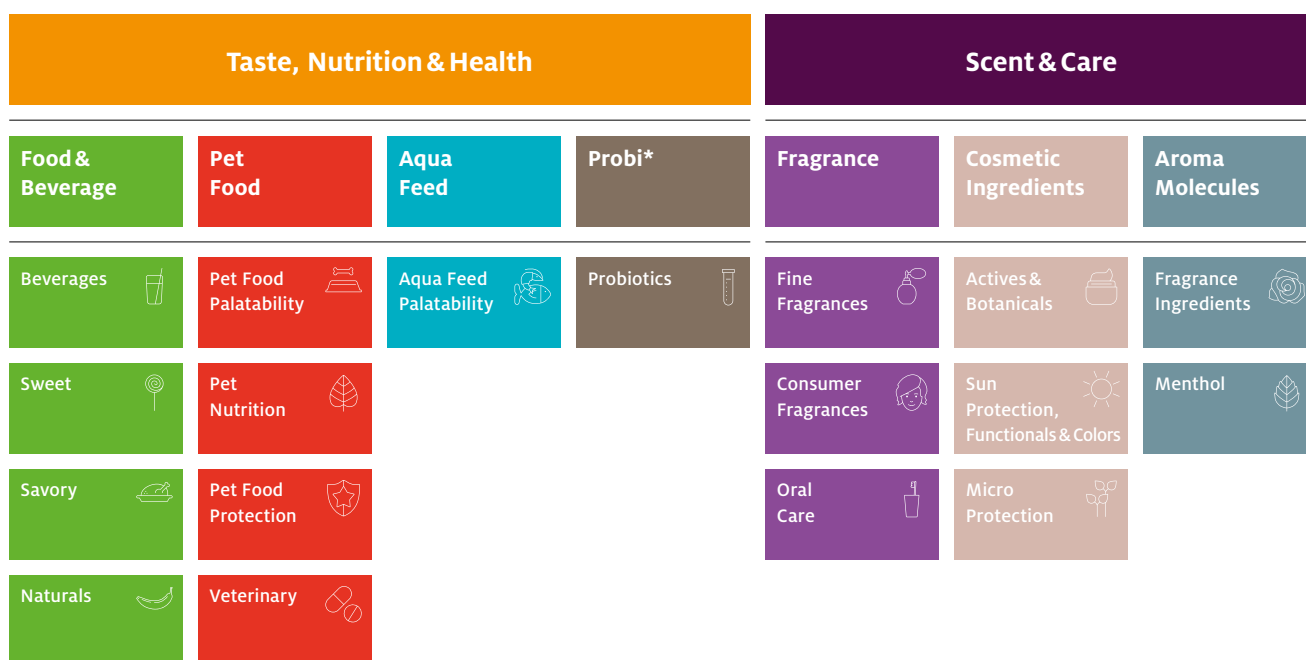 Taste, Nutrition & Health
Scent & Care
Food &
Beverage
Pet
Food
Aqua
Feed
Probi*
Fragrance
Cosmetic
Ingredients
Aroma
Molecules
Beverages
Pet Food
Palatability
Aqua Feed
Palatability
Probiotics
Fine
Fragrances
Actives &
Botanicals
Fragrance
Ingredients
Sweet
Pet
Nutrition
Consumer
Fragrances
Sun
Protection,
Functionals & Colors
Menthol
Savory
Pet Food
Protection
Oral
Care
Micro
Protection
Naturals
Veterinary